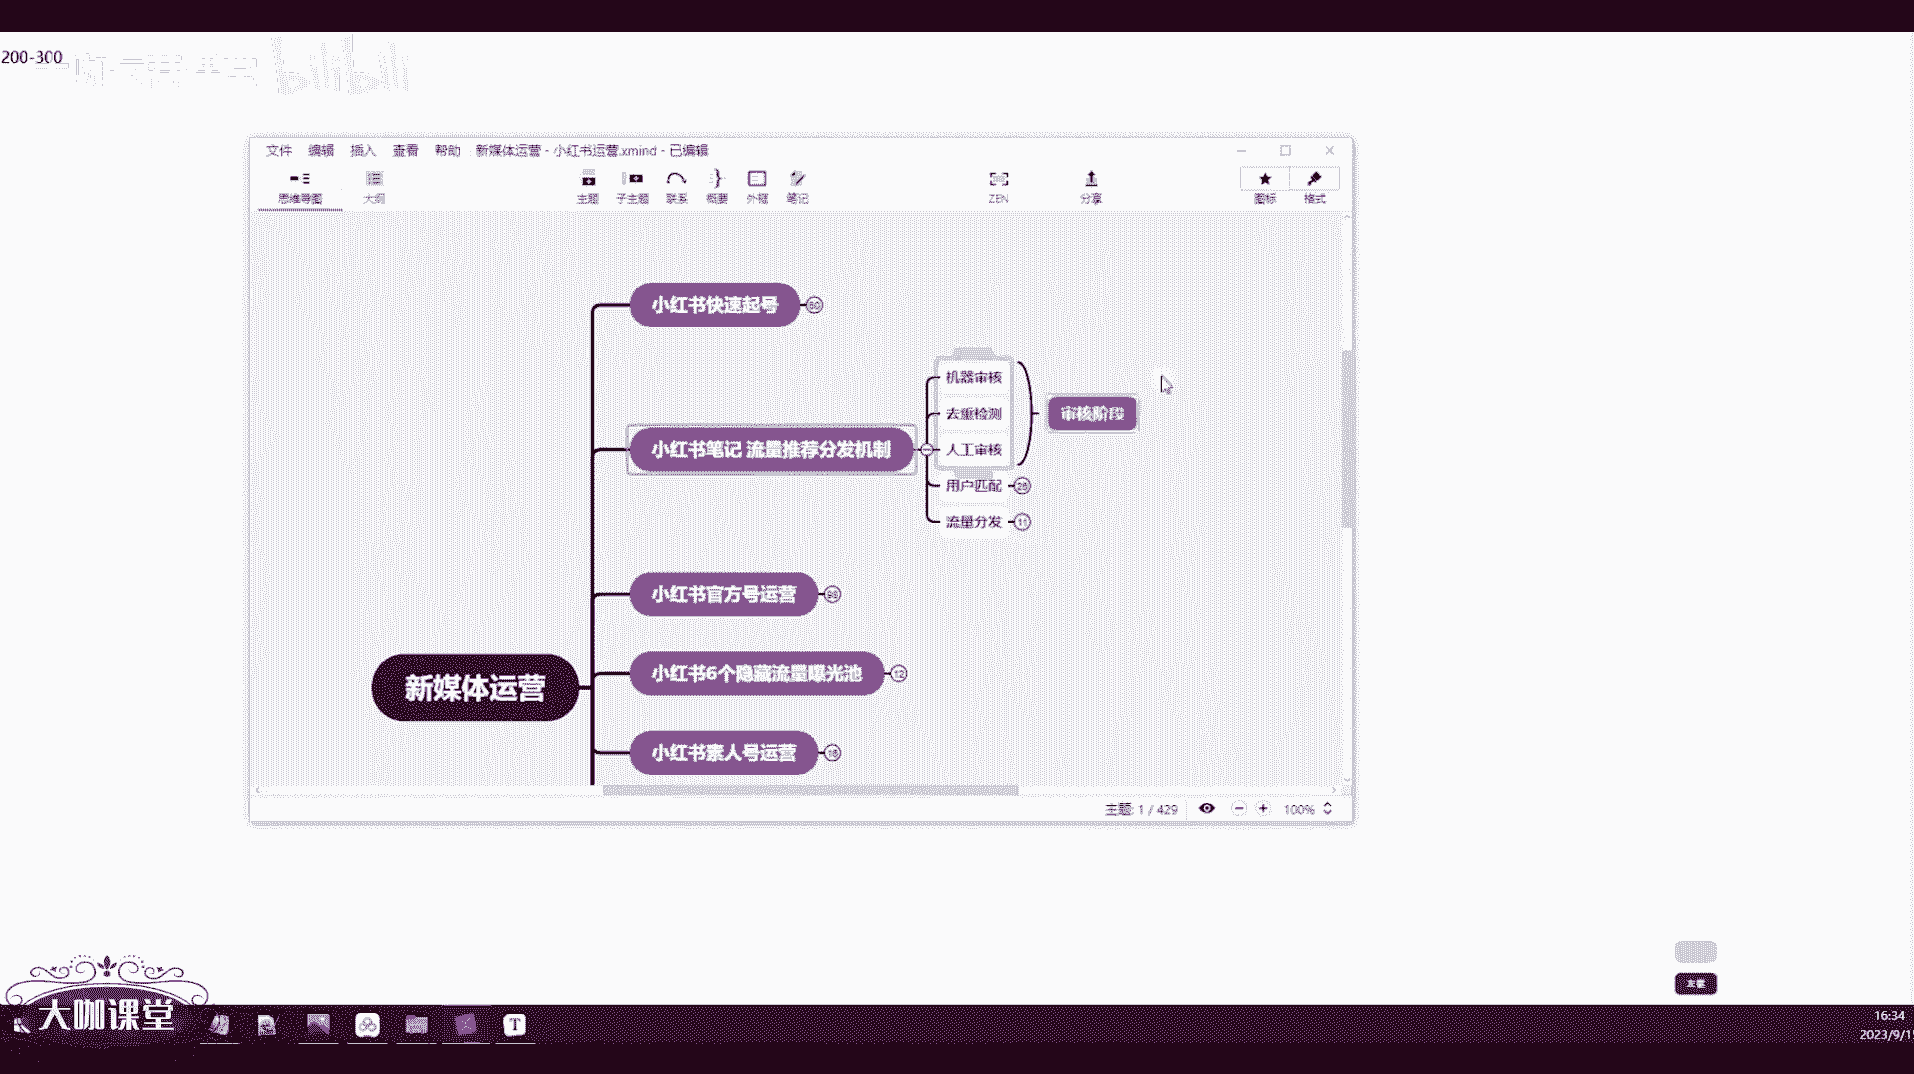 200-300
bilibili
文件 编辑 插入 查看 帮助 新媒体运营 - 小红书运营.xmind - 已编辑
思维导图 大纲 主题 子主题 联系 概要 外框 笔记 ZEN 分享 图标 格式
小红书快速起号
机器审核
去重检测
审核阶段
小红书笔记 流量推荐分发机制
人工审核
用户匹配
流量分发 11
小红书官方号运营
小红书6个隐藏流量曝光池 12
新媒体运营
小红书素人号运营
主题: 1 / 429 100%
左键
大咖课堂
T
16:34
2023/9/1